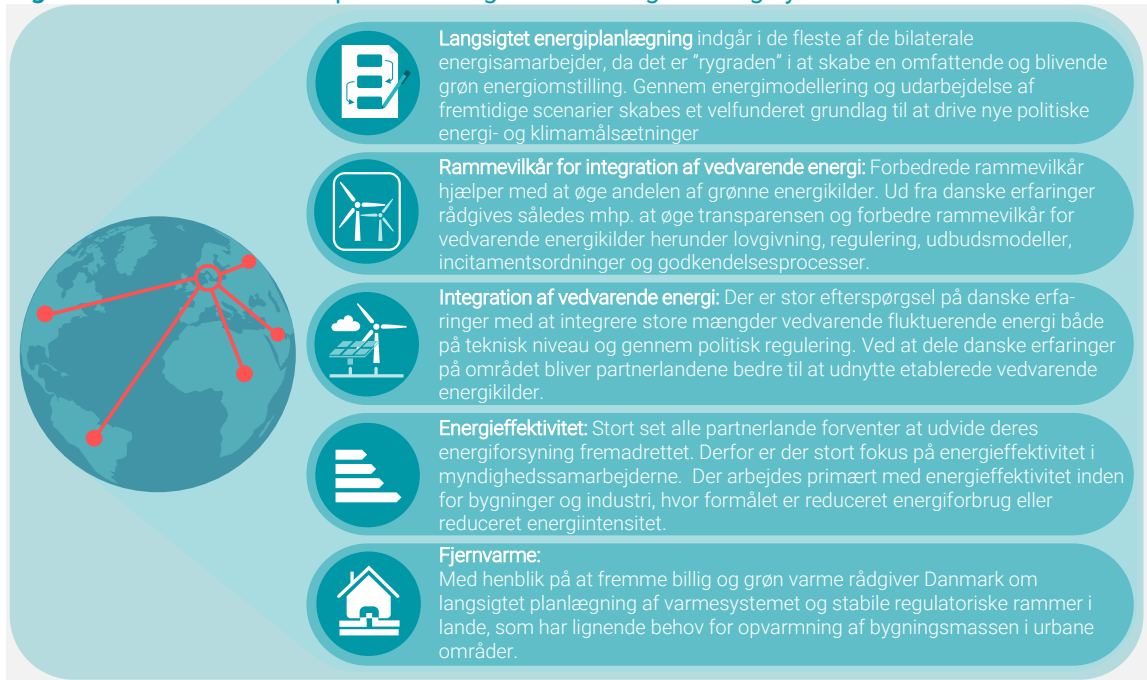 Langsigtet energiplanlægning indgår i de fleste af de bilaterale
energisamarbejder, da det er "rygraden" i at skabe en omfattende og blivende
grøn energiomstilling. Gennem energimodellering og udarbejdelse af
fremtidige scenarier skabes et velfunderet grundlag til at drive nye politiske
energi- og klimamålsætninger
Rammevilkår for integration af vedvarende energi: Forbedrede rammevilkår
hjælper med at øge andelen af grønne energikilder. Ud fra danske erfaringer
rådgives således mhp. at øge transparensen og forbedre rammevilkår for
vedvarende energikilder herunder lovgivning, regulering, udbudsmodeller,
incitamentsordninger og godkendelsesprocesser.
Integration af vedvarende energi: Der er stor efterspørgsel på danske erfa-
ringer med at integrere store mængder vedvarende fluktuerende energi både
på teknisk niveau og gennem politisk regulering. Ved at dele danske erfaringer
på området bliver partnerlandene bedre til at udnytte etablerede vedvarende
energikilder.
Energieffektivitet: Stort set alle partnerlande forventer at udvide deres
energiforsyning fremadrettet. Derfor er der stort fokus på energieffektivitet i
myndighedssamarbejderne.  Der arbejdes primært med energieffektivitet inden
for bygninger og industri, hvor formålet er reduceret energiforbrug eller
reduceret energiintensitet.
Fjernvarme:
Med henblik på at fremme billig og grøn varme rådgiver Danmark om
langsigtet planlægning af varmesystemet og stabile regulatoriske rammer i
lande, som har lignende behov for opvarmning af bygningsmassen i urbane
områder.